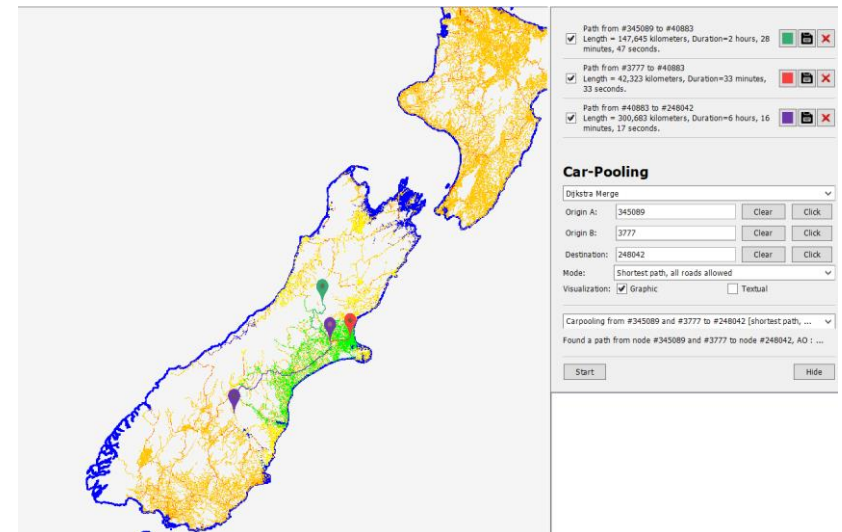 Path from #345089 to #40883
Length = 147,645 kilometers, Duration=2 hours, 28
minutes, 47 seconds.
Path from #3777 to #40883
Length = 42,323 kilometers, Duration=33 minutes,
33 seconds.
Path from #40883 to #248042
Length = 300,683 kilometers, Duration=6 hours, 16
minutes, 17 seconds.
Car-Pooling
Dijkstra Merge
Origin A: 345089 Clear Click
Origin B: 3777 Clear Click
Destination: 248042 Clear Click
Mode: Shortest path, all roads allowed
Visualization: Graphic Textual
Carpooling from #345089 and #3777 to #248042 [shortest path, ...
Found a path from node #345089 and #3777 to node #248042, AO : ...
Start Hide